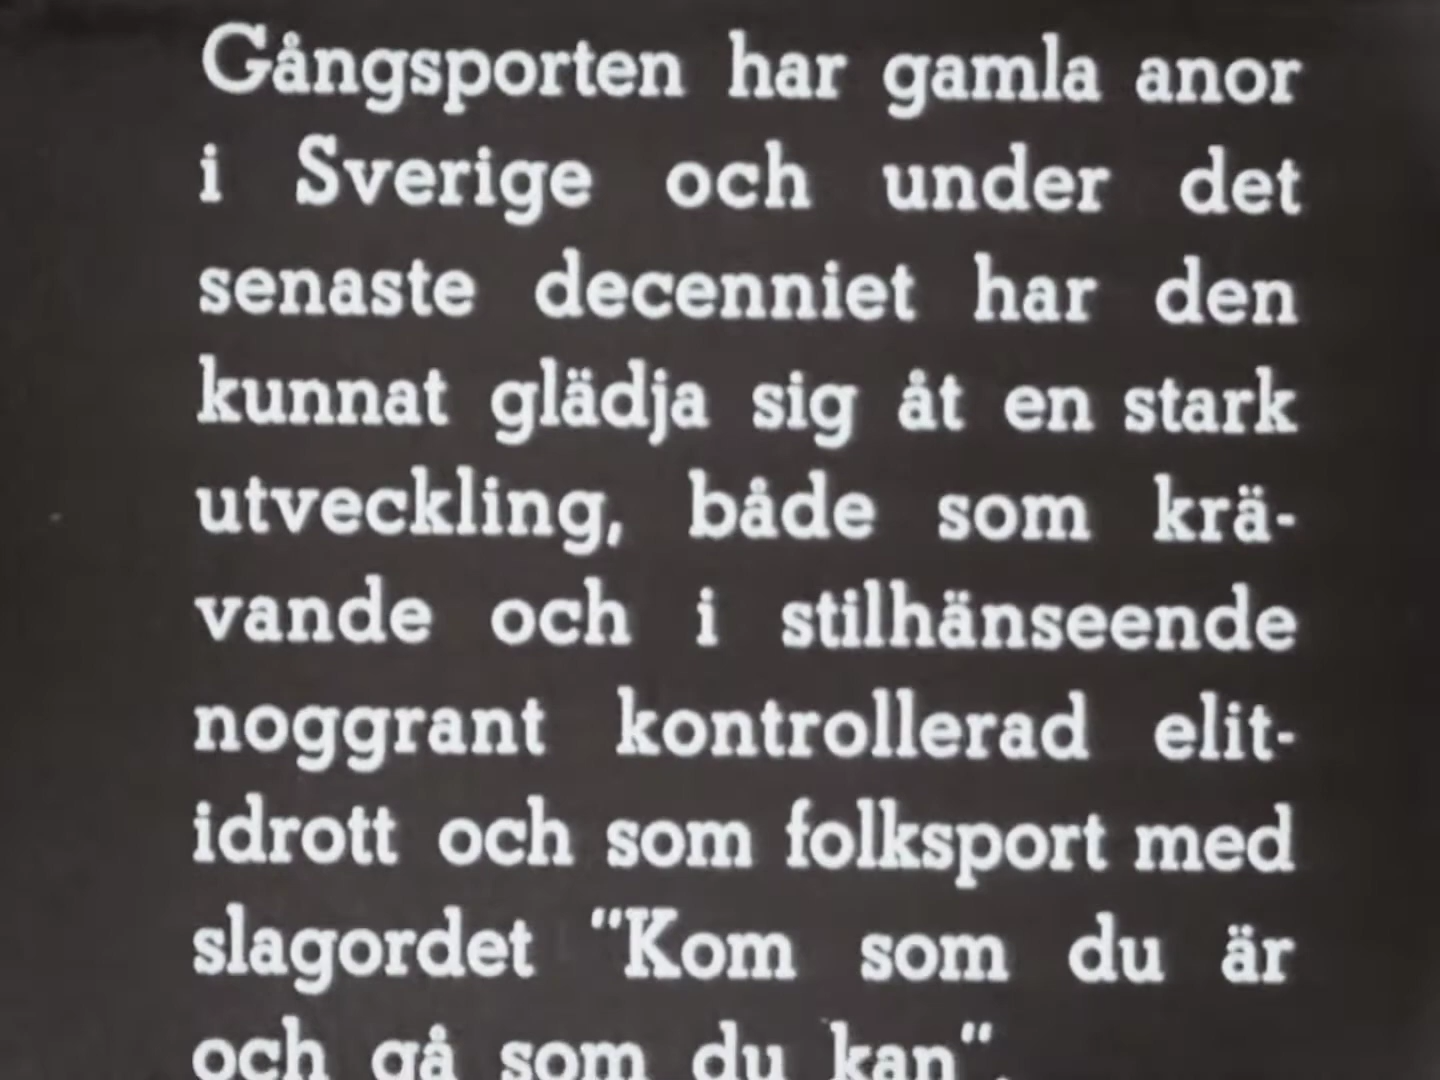 Gångsporten har gamla anor
i Sverige och under det
senaste decenniet har den
kunnat glädja sig åt en stark
utveckling, både som krä-
vande och i stilhänseende
noggrant kontrollerad elit-
idrott och som folksport med
slagordet "Kom som du är
och gå som du kan".